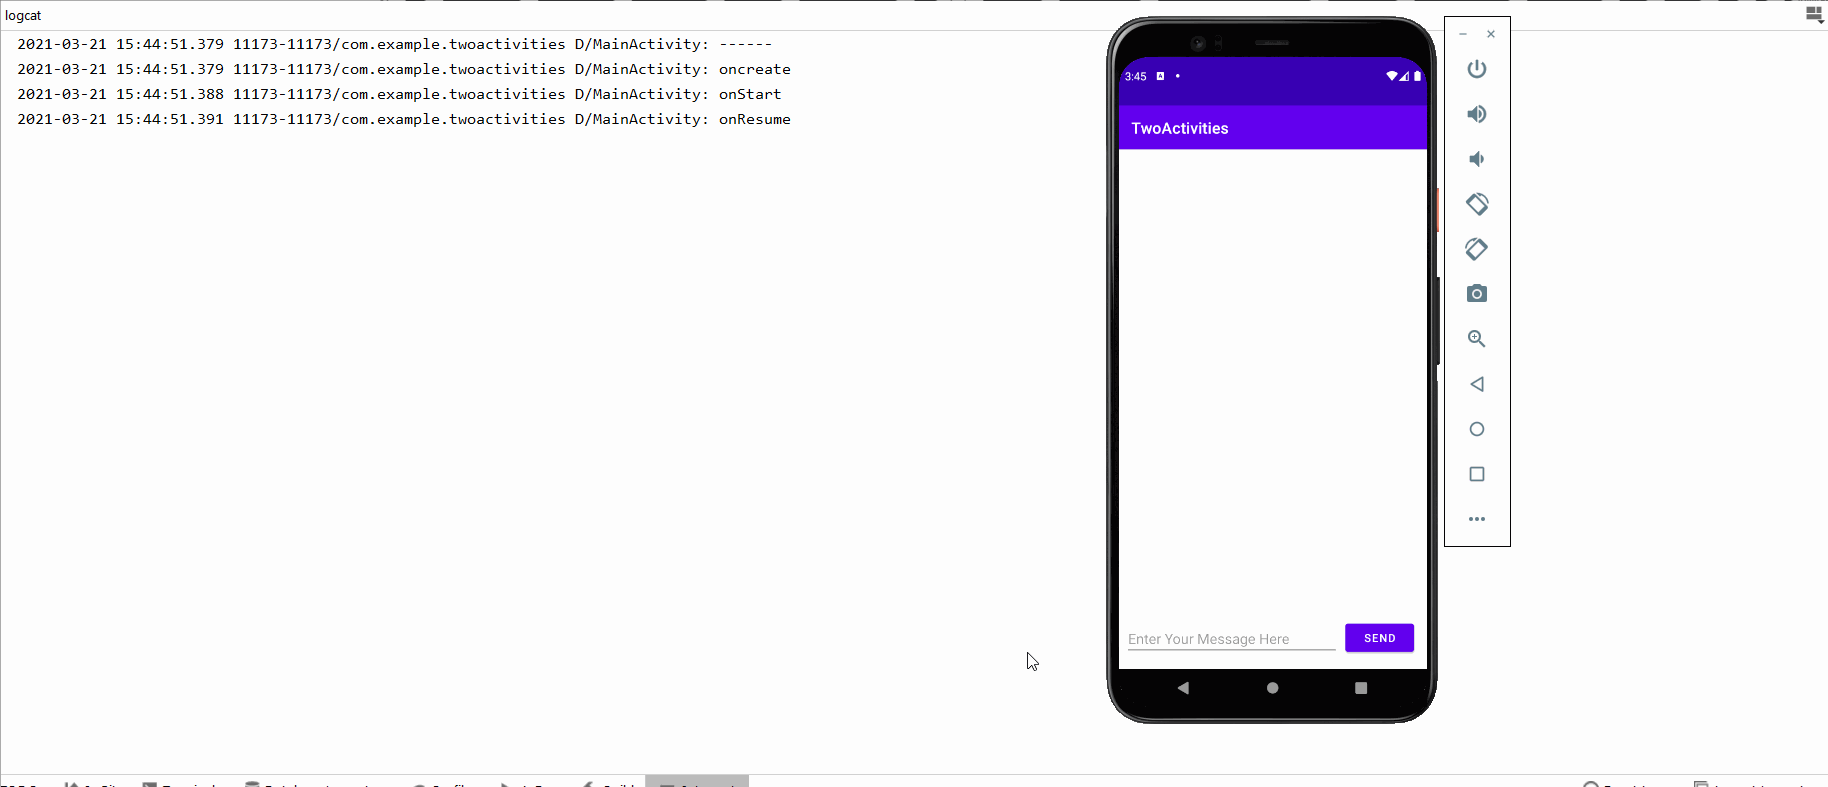 logcat
2021-03-21 15:44:51.379 11173-11173/com.example.twoactivities D/MainActivity: ------
2021-03-21 15:44:51.379 11173-11173/com.example.twoactivities D/MainActivity: oncreate
2021-03-21 15:44:51.388 11173-11173/com.example.twoactivities D/MainActivity: onStart
2021-03-21 15:44:51.391 11173-11173/com.example.twoactivities D/MainActivity: onResume
3:45
TwoActivities
Enter Your Message Here
SEND